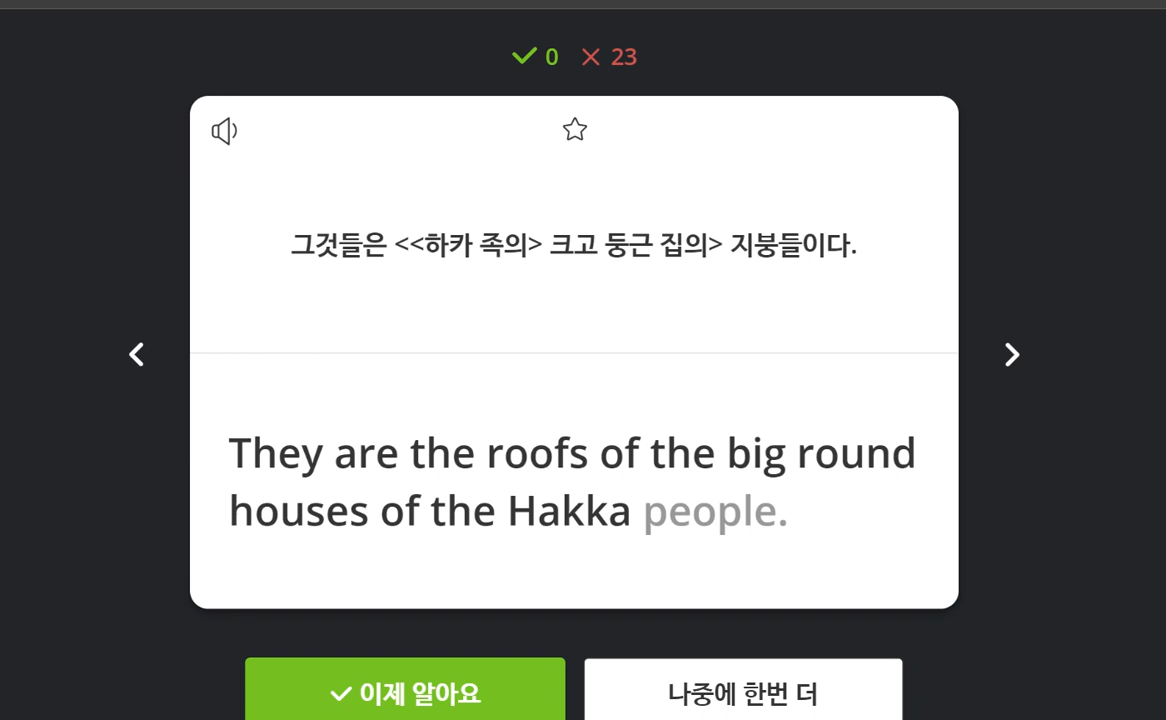 0 23
그것들은 <<하카 족의> 크고 둥근 집의> 지붕들이다.
They are the roofs of the big round
houses of the Hakka people.
이제 알아요 나중에 한번 더